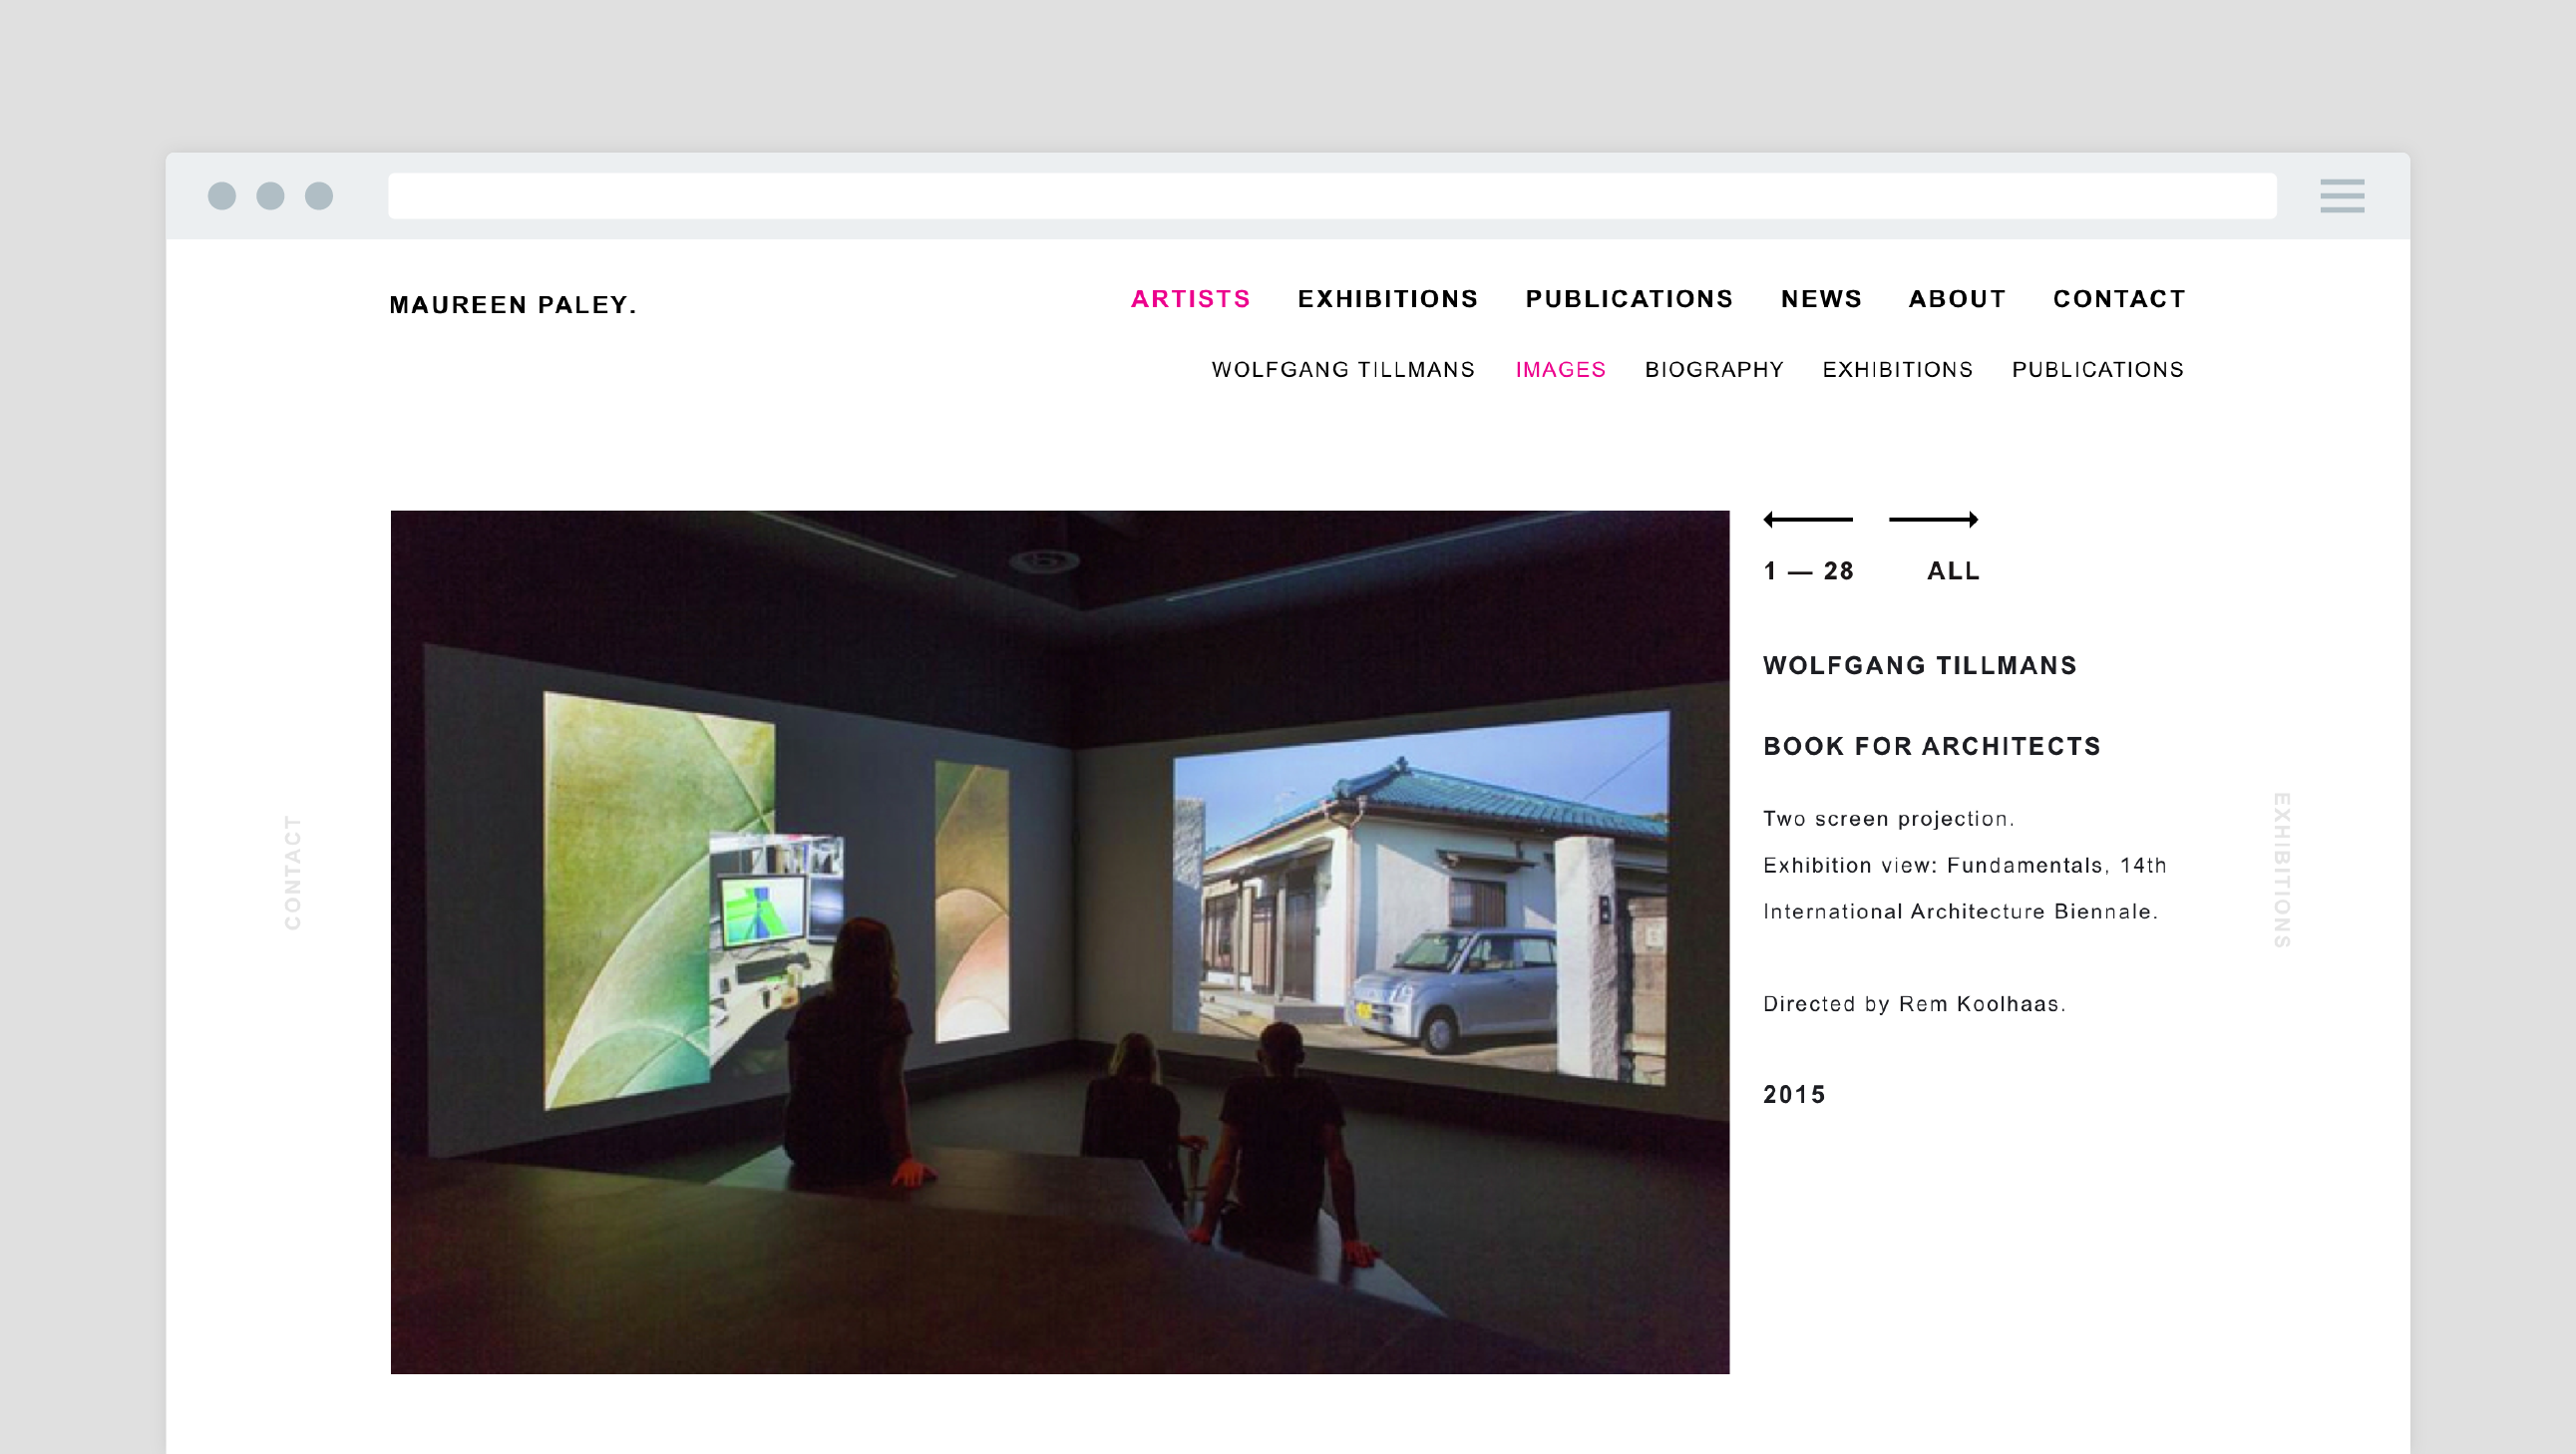 MAUREEN PALEY.
ARTISTS EXHIBITIONS PUBLICATIONS NEWS ABOUT CONTACT
WOLFGANG TILLMANS IMAGES BIOGRAPHY EXHIBITIONS PUBLICATIONS
1 — 28 ALL
WOLFGANG TILLMANS
BOOK FOR ARCHITECTS
Two screen projection.
Exhibition view: Fundamentals, 14th
International Architecture Biennale.
Directed by Rem Koolhaas.
2015
CONTACT
EXHIBITIONS